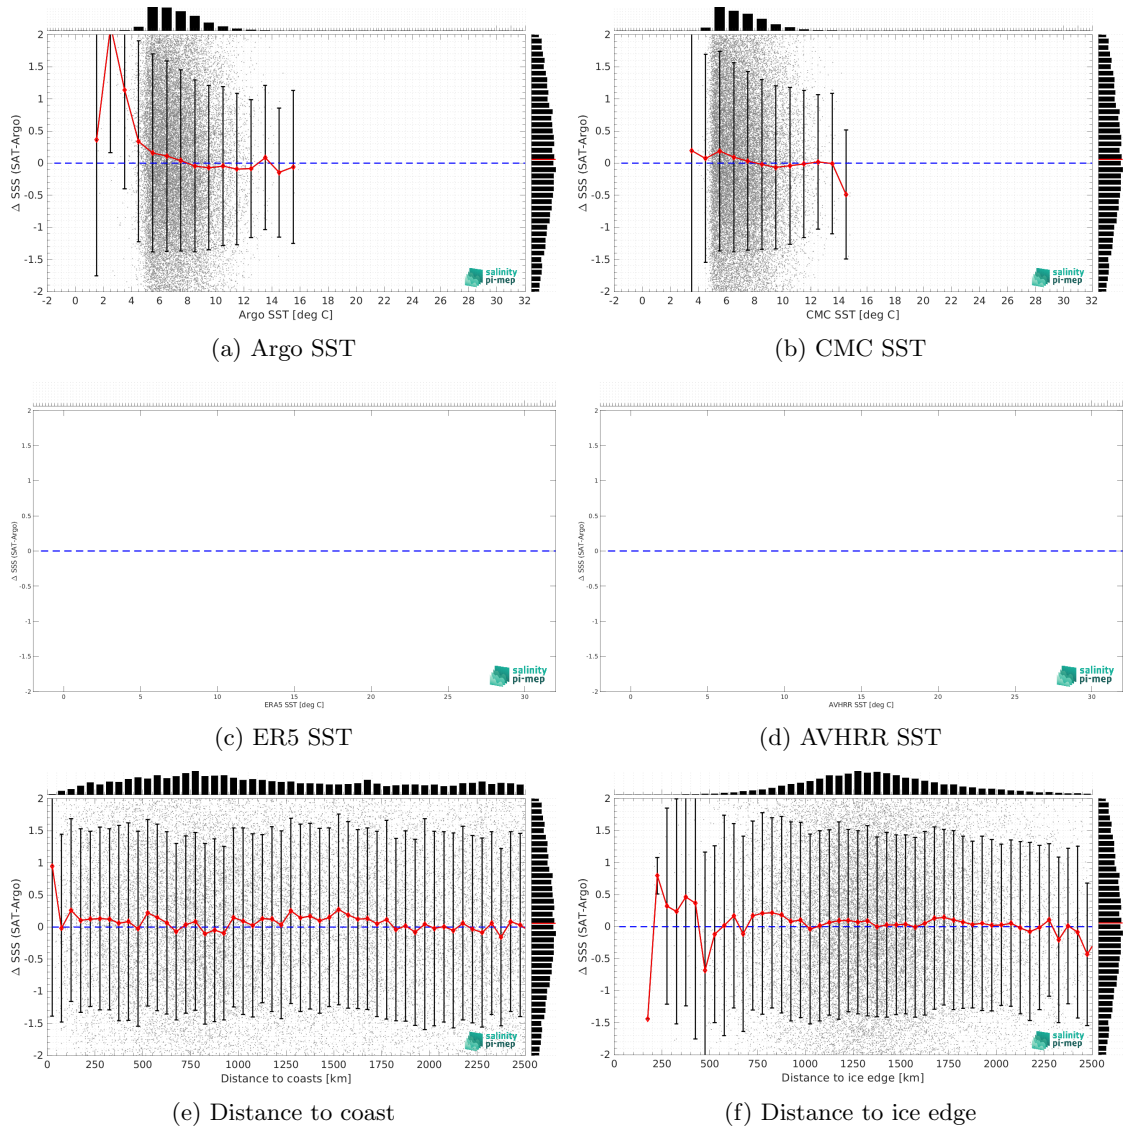 2
1.5
1
0.5
0
-0.5
-1
-1.5
-2
Δ SSS (SAT-Argo)
-2 0 2 4 6 8 10 12 14 16 18 20 22 24 26 28 30 32
Argo SST [deg C]
salinity
pi-mep
(a) Argo SST
2
1.5
1
0.5
0
-0.5
-1
-1.5
-2
Δ SSS (SAT-Argo)
-2 0 2 4 6 8 10 12 14 16 18 20 22 24 26 28 30 32
CMC SST [deg C]
salinity
pi-mep
(b) CMC SST
2
1.5
1
0.5
0
-0.5
-1
-1.5
-2
Δ SSS (SAT-Argo)
0 5 10 15 20 25 30
ERA5 SST [deg C]
salinity
pi-mep
(c) ER5 SST
2
1.5
1
0.5
0
-0.5
-1
-1.5
-2
Δ SSS (SAT-Argo)
0 5 10 15 20 25 30
AVHRR SST [deg C]
salinity
pi-mep
(d) AVHRR SST
2
1.5
1
0.5
0
-0.5
-1
-1.5
-2
Δ SSS (SAT-Argo)
0 250 500 750 1000 1250 1500 1750 2000 2250 2500
Distance to coasts [km]
salinity
pi-mep
(e) Distance to coast
2
1.5
1
0.5
0
-0.5
-1
-1.5
-2
Δ SSS (SAT-Argo)
0 250 500 750 1000 1250 1500 1750 2000 2250 2500
Distance to ice edge [km]
salinity
pi-mep
(f) Distance to ice edge